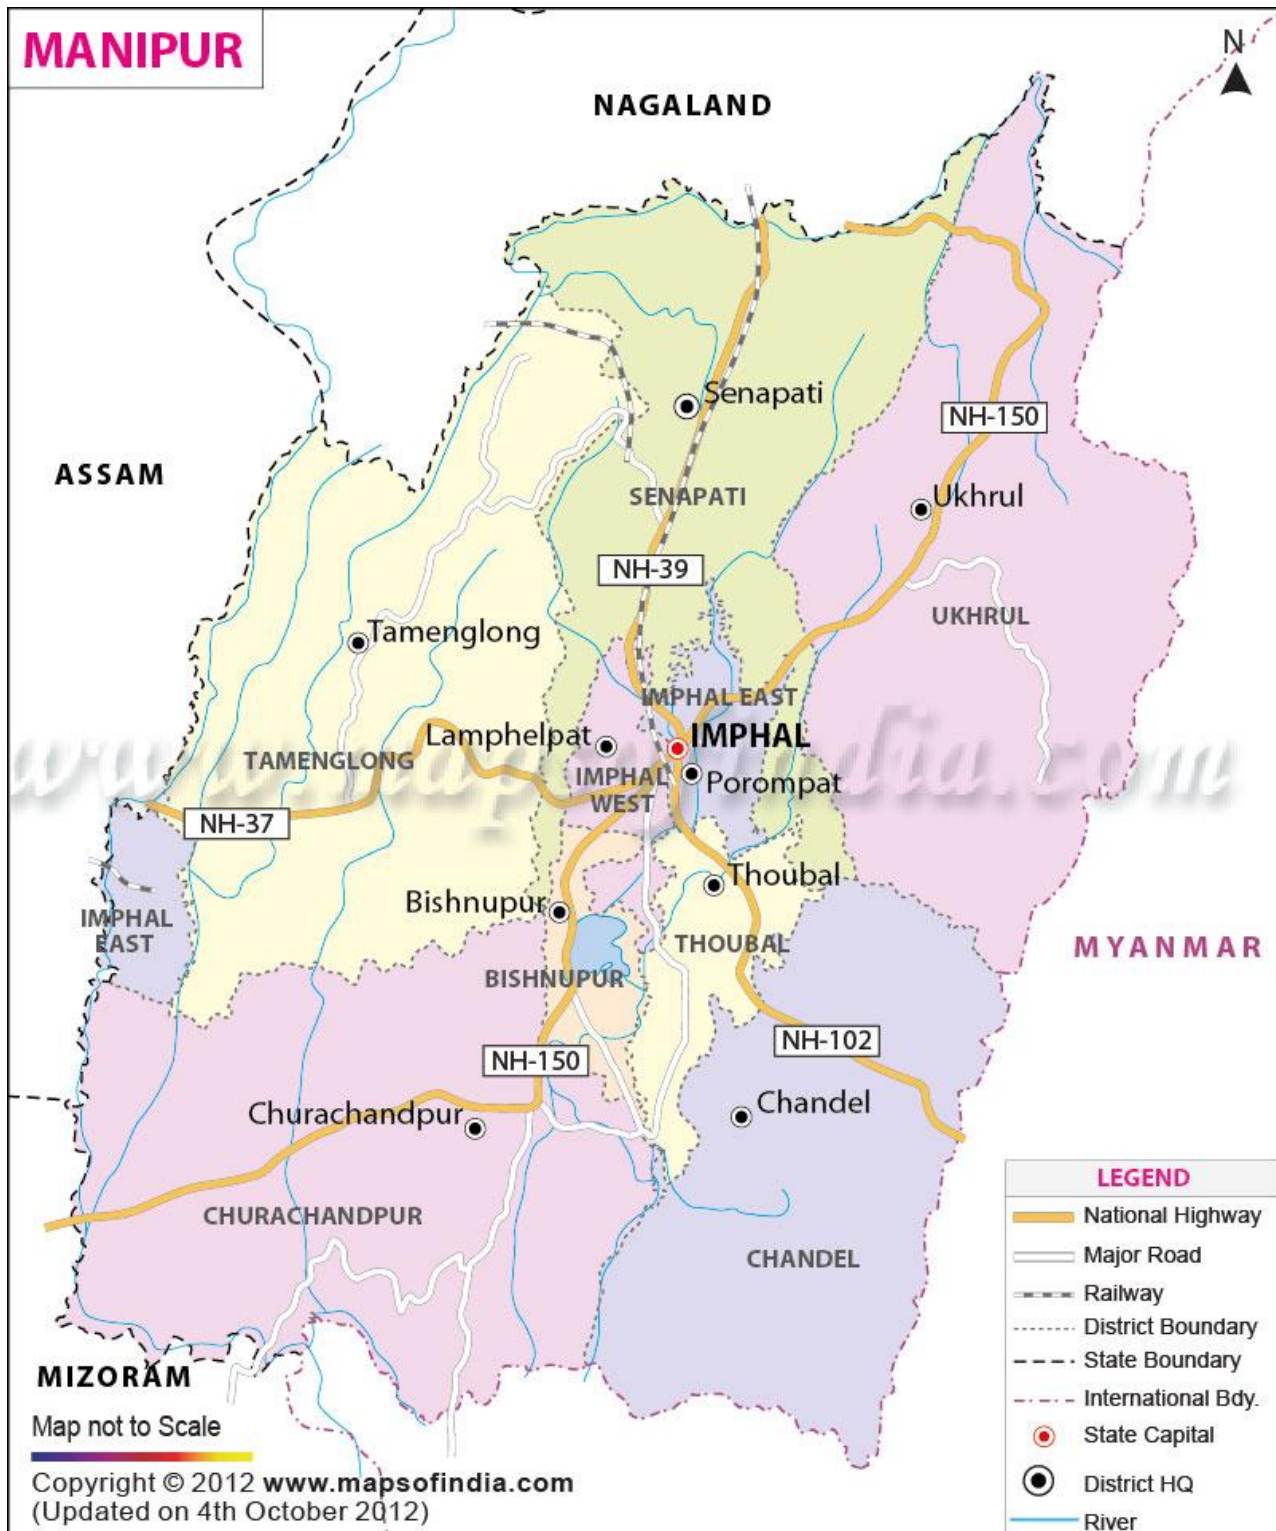 MANIPUR
N
NAGALAND
ASSAM
Senapati
NH-150
SENAPATI
Ukhrul
NH-39
UKHRUL
Tamenglong
IMPHAL EAST
Lamphelpat
IMPHAL
TAMENGLONG
IMPHAL
WEST
Porompat
www.mapsofindia.com
NH-37
Thoubal
Bishnupur
IMPHAL
EAST
THOUBAL
MYANMAR
BISHNUPUR
NH-102
NH-150
Chandel
Churachandpur
CHURACHANDPUR
CHANDEL
LEGEND
National Highway
Major Road
Railway
District Boundary
State Boundary
International Bdy.
State Capital
District HQ
River
MIZORAM
Map not to Scale
Copyright © 2012 www.mapsofindia.com
(Updated on 4th October 2012)